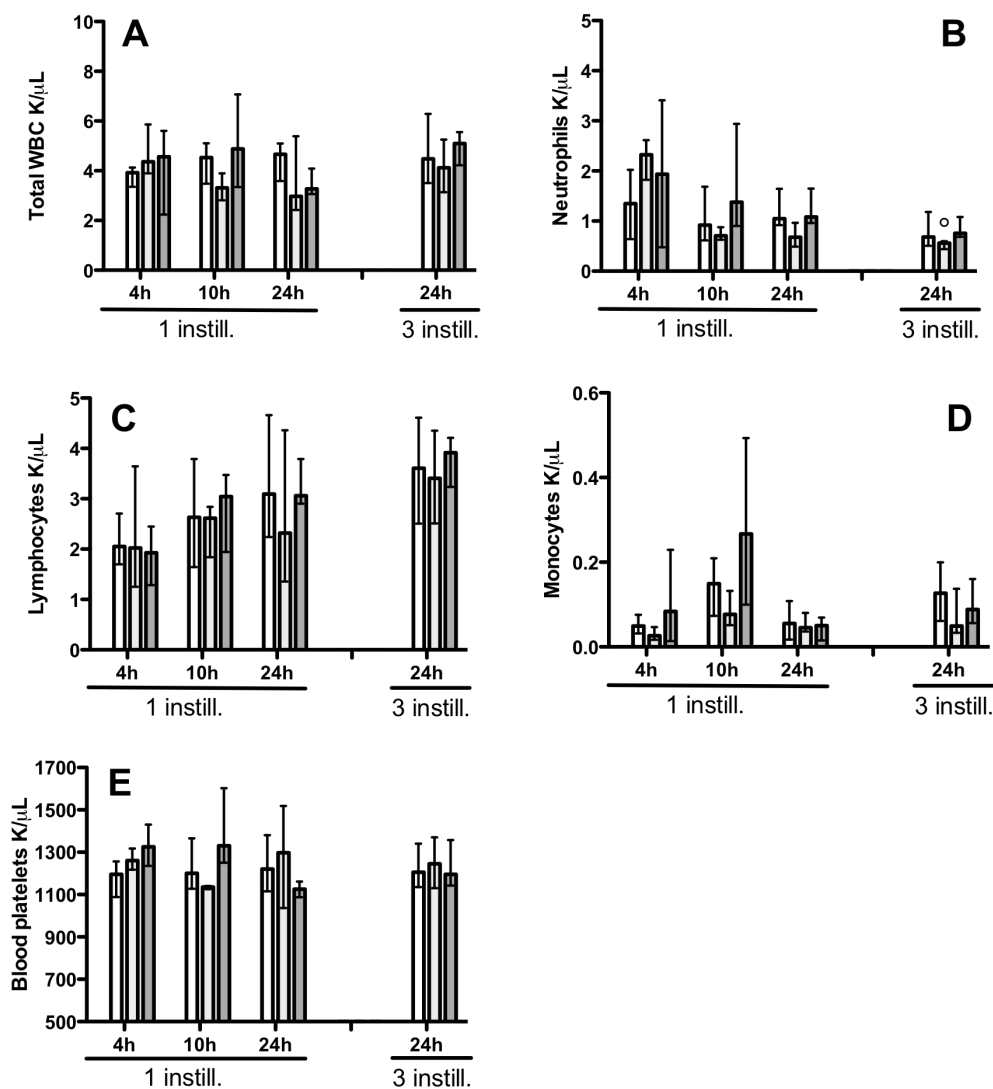 A
Total WBC K/μL
10
8
6
4
2
0
4h 10h 24h 24h
1 instill. 3 instill.
B
Neutrophils K/μL
5
4
3
2
1
0
4h 10h 24h 24h
1 instill. 3 instill.
C
Lymphocytes K/μL
5
4
3
2
1
0
4h 10h 24h 24h
1 instill. 3 instill.
D
Monocytes K/μL
0.6
0.4
0.2
0.0
4h 10h 24h 24h
1 instill. 3 instill.
E
Blood platelets K/μL
1700
1500
1300
1100
900
700
500
4h 10h 24h 24h
1 instill. 3 instill.